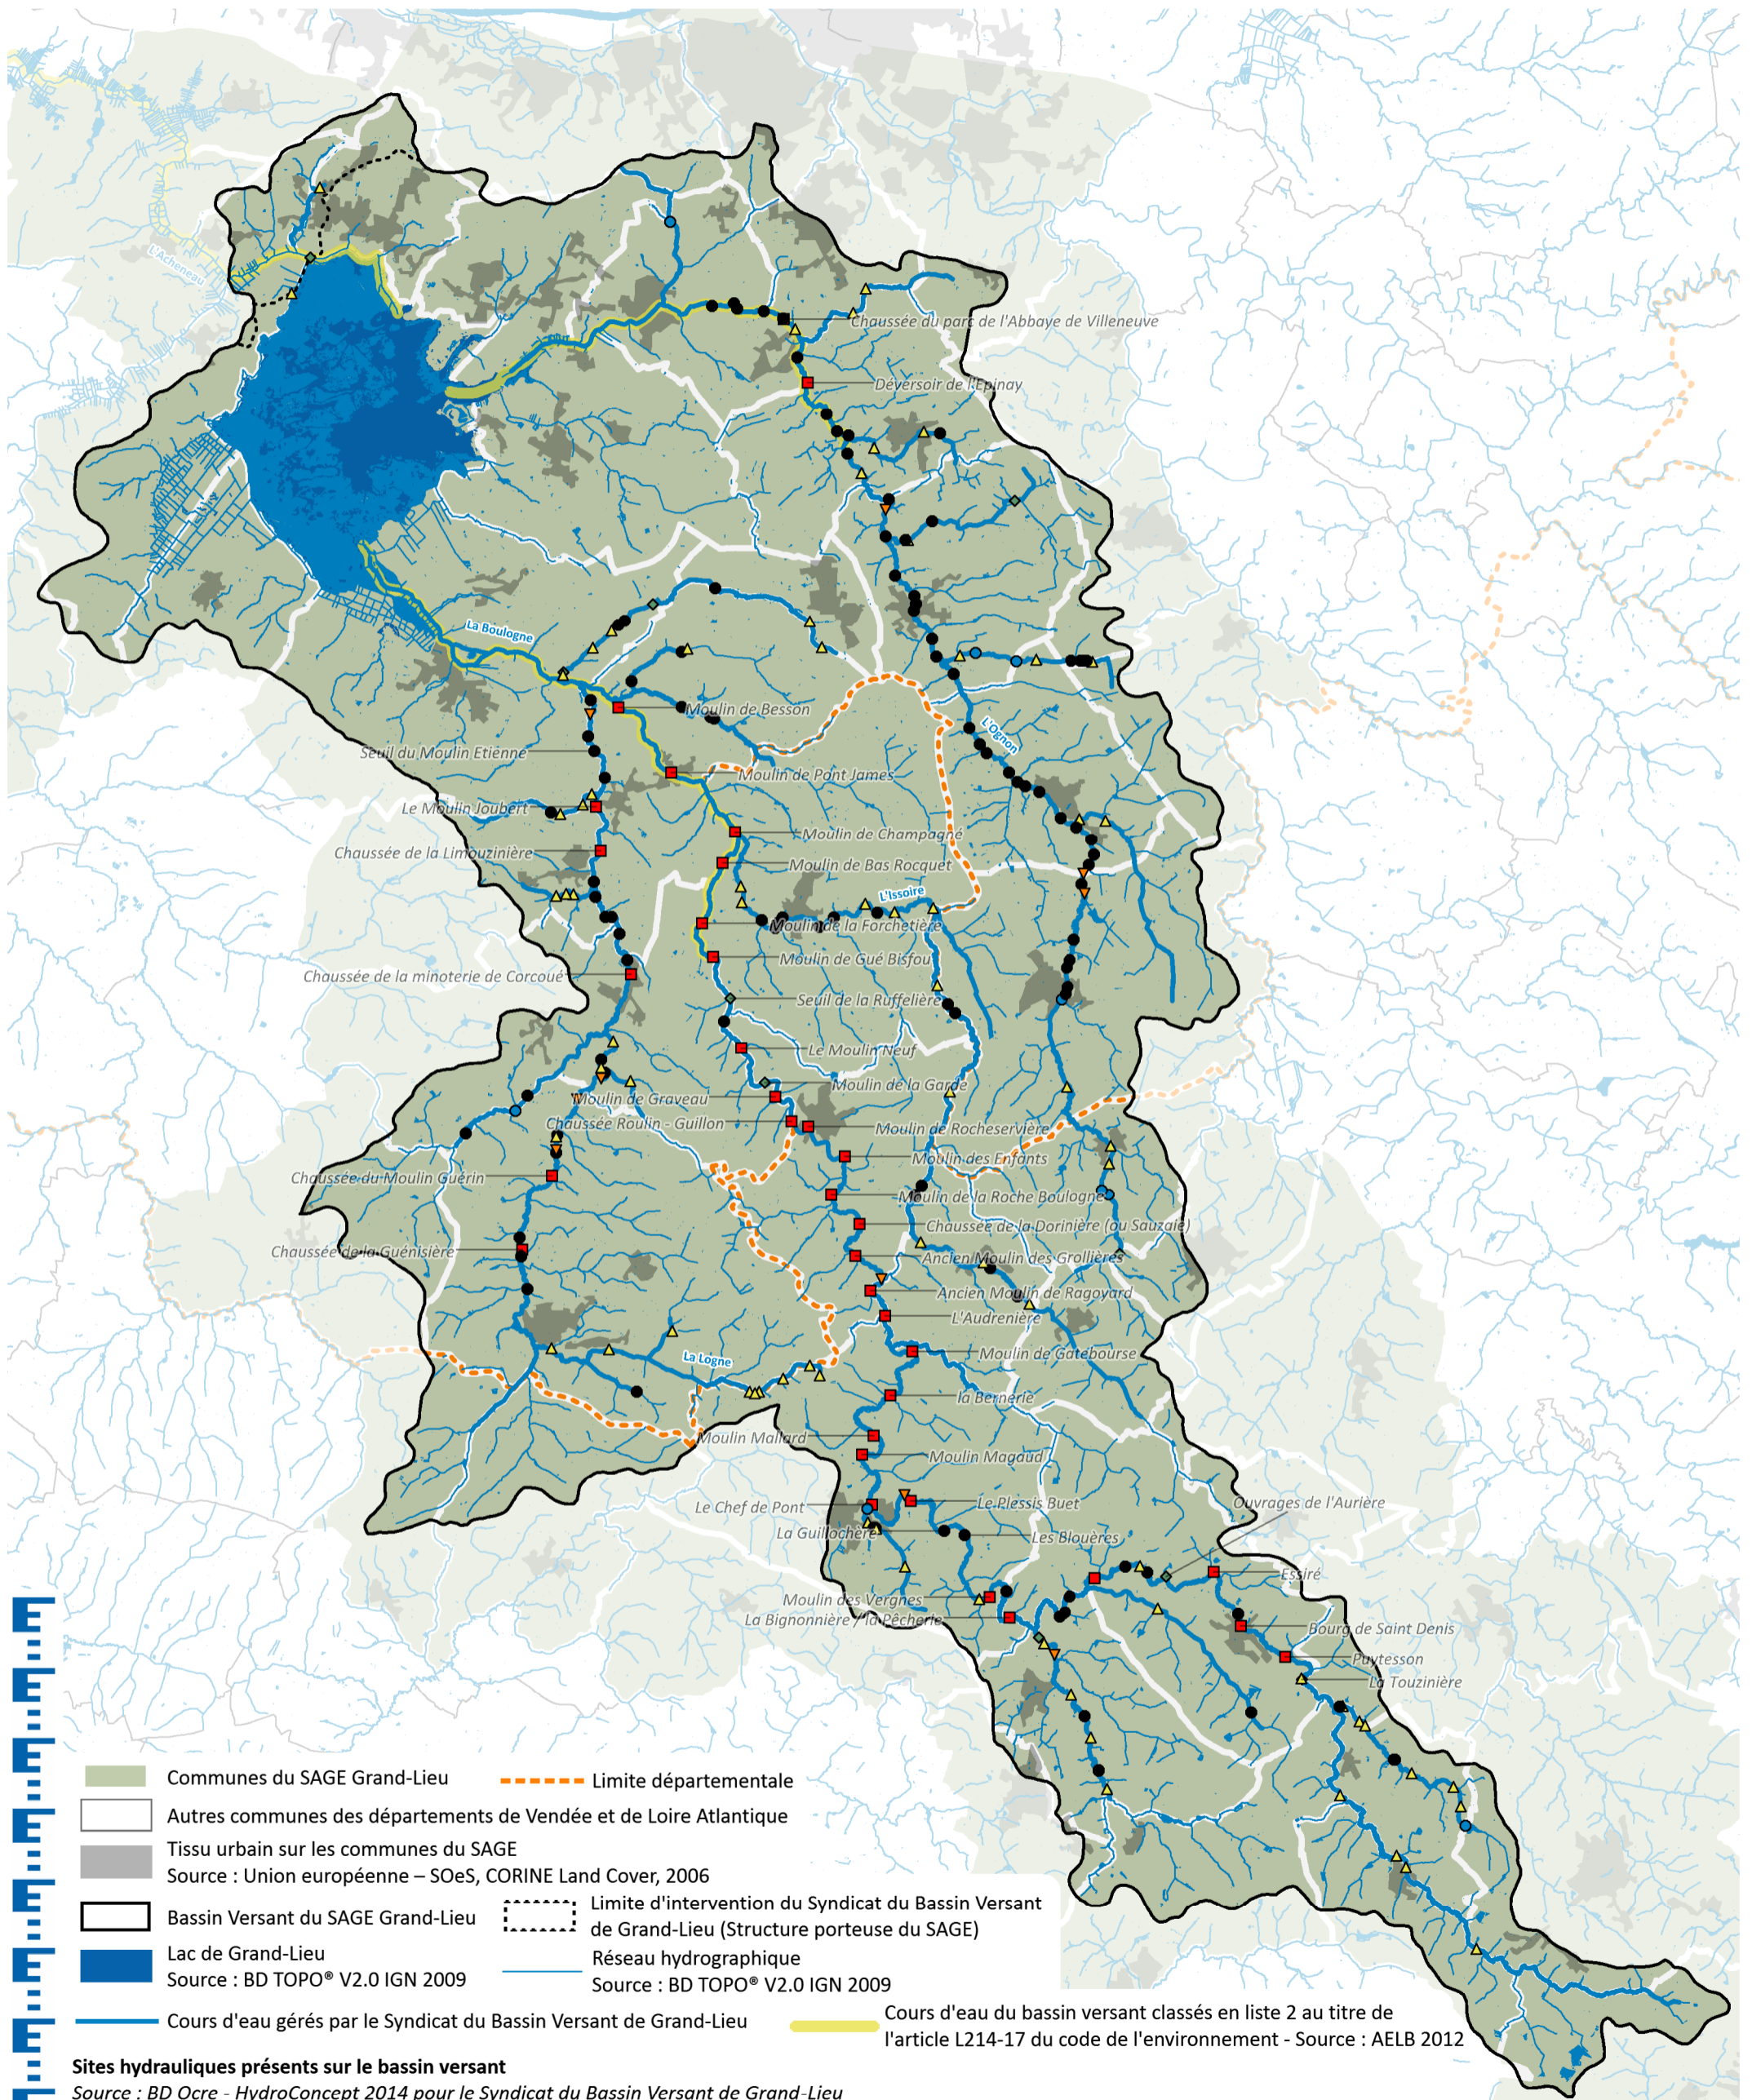 L'Acheneau
Chaussée du parc de l'Abbaye de Villeneuve
Déversoir de l'Epinay
La Boulogne
Moulin de Besson
L'Ognon
Seuil du Moulin Etienne
Moulin de Pont James
Le Moulin Joubert
Moulin de Champagné
Chaussée de la Limouzinière
Moulin de Bas Rocquet
L'Issoire
Moulin de la Forchetière
Moulin de Gué Bisfou
Chaussée de la minoterie de Corcoué
Seuil de la Ruffelière
Le Moulin Neuf
Moulin de la Garde
Moulin de Graveau
Chaussée Roulin - Guillon
Moulin de Rocheservière
Moulin des Enfants
Chaussée du Moulin Guérin
Moulin de la Roche Boulogne
Chaussée de la Dorinière (ou Sauzaie)
Chaussée de la Guénisière
Ancien Moulin des Grollières
Ancien Moulin de Ragoyard
L'Audrenière
Moulin de Gatebourse
La Logne
la Bernerie
Moulin Mallard
Moulin Magaud
Le Chef de Pont
Le Plessis Buet
Ouvrages de l'Aurière
La Guillochère
Les Blouères
Essiré
Moulin des Vergnes
La Bignonnière / la Pêcherie
Bourg de Saint Denis
Puytesson
La Touzinière
Communes du SAGE Grand-Lieu
Limite départementale
Autres communes des départements de Vendée et de Loire Atlantique
Tissu urbain sur les communes du SAGE
Source : Union européenne – SOeS, CORINE Land Cover, 2006
Bassin Versant du SAGE Grand-Lieu
Limite d'intervention du Syndicat du Bassin Versant
de Grand-Lieu (Structure porteuse du SAGE)
Lac de Grand-Lieu
Source : BD TOPO® V2.0 IGN 2009
Réseau hydrographique
Source : BD TOPO® V2.0 IGN 2009
Cours d'eau gérés par le Syndicat du Bassin Versant de Grand-Lieu
Cours d'eau du bassin versant classés en liste 2 au titre de
l'article L214-17 du code de l'environnement - Source : AELB 2012
Sites hydrauliques présents sur le bassin versant
Source : BD Ocre - HydroConcept 2014 pour le Syndicat du Bassin Versant de Grand-Lieu